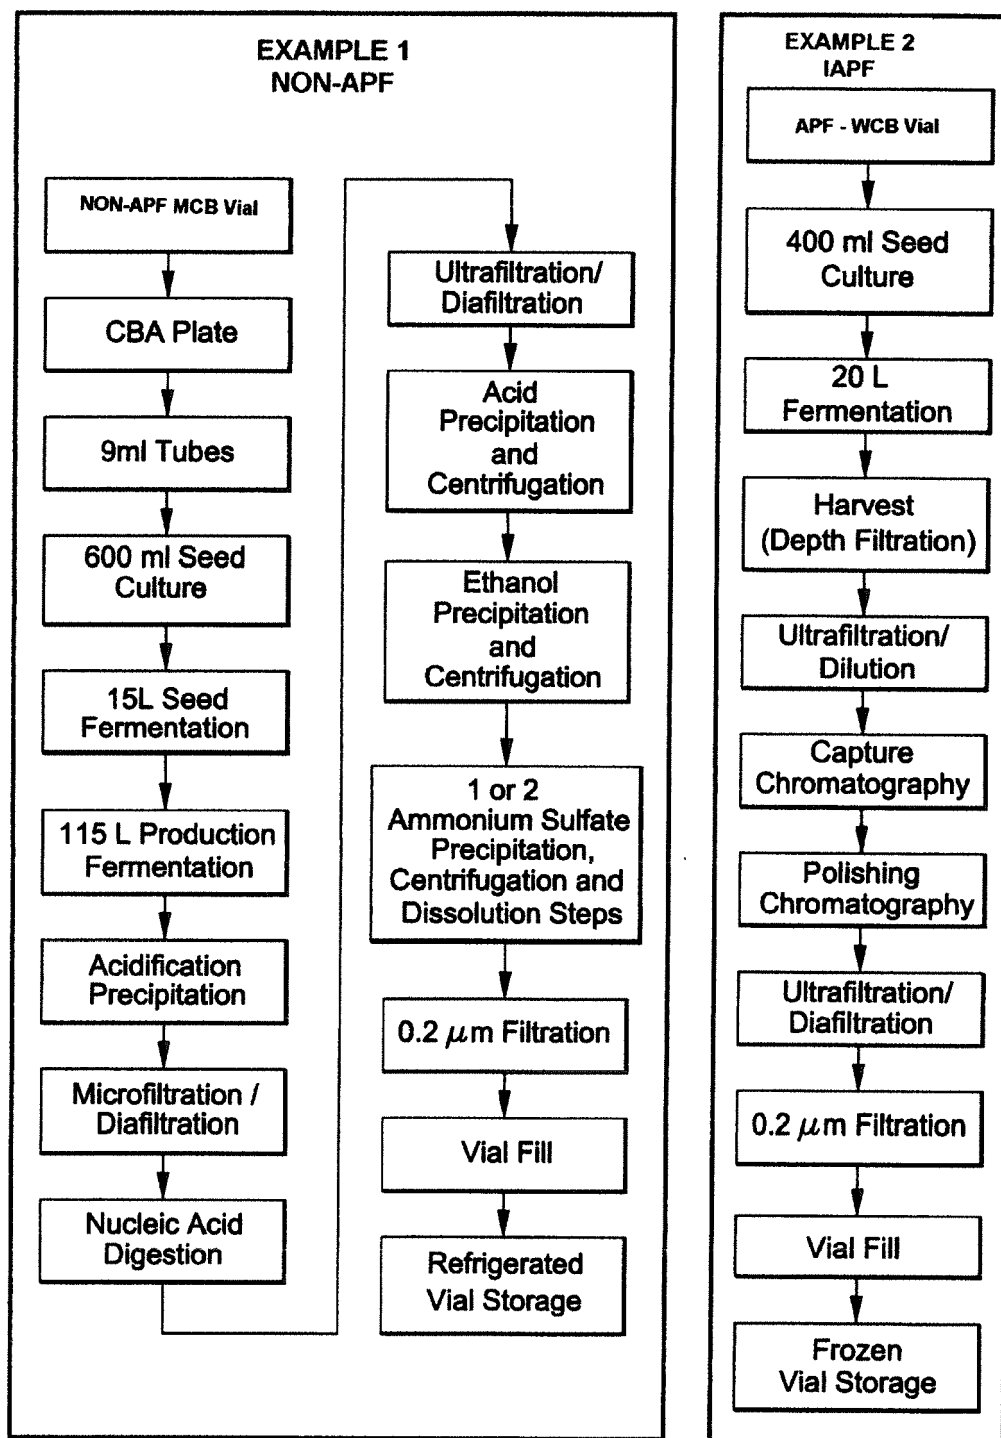 EXAMPLE 1
NON-APF
NON-APF MCB Vial
CBA Plate
9ml Tubes
600 ml Seed
Culture
15L Seed
Fermentation
115 L Production
Fermentation
Acidification
Precipitation
Microfiltration /
Diafiltration
Nucleic Acid
Digestion
Ultrafiltration/
Diafiltration
Acid
Precipitation
and
Centrifugation
Ethanol
Precipitation
and
Centrifugation
1 or 2
Ammonium Sulfate
Precipitation,
Centrifugation and
Dissolution Steps
0.2 μm Filtration
Vial Fill
Refrigerated
Vial Storage
EXAMPLE 2
IAPF
APF - WCB Vial
400 ml Seed
Culture
20 L
Fermentation
Harvest
(Depth Filtration)
Ultrafiltration/
Dilution
Capture
Chromatography
Polishing
Chromatography
Ultrafiltration/
Diafiltration
0.2 μm Filtration
Vial Fill
Frozen
Vial Storage